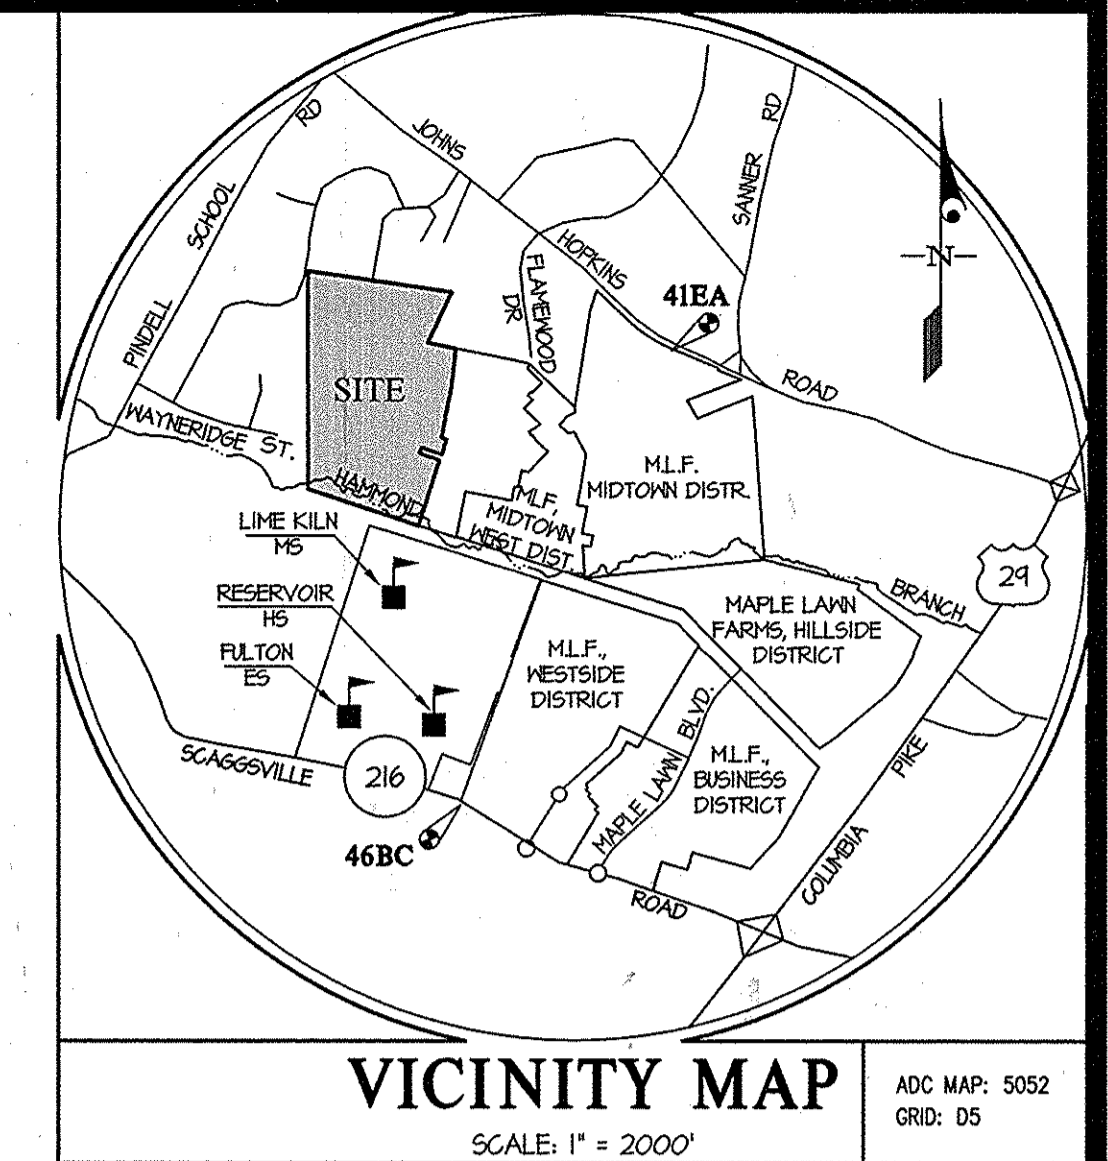 PINDELL
SCHOOL
RD
JOHNS
HOPKINS
ROAD
SANNER
RD
FLAMEWOOD
DR
41EA
-N-
SITE
WAYNERIDGE ST.
HAMMOND
BRANCH
M.L.F.
MIDTOWN DISTR.
MLF,
MIDTOWN
WEST DIST.
LIME KILN
MS
RESERVOIR
HS
FULTON
ES
29
MAPLE LAWN
FARMS, HILLSIDE
DISTRICT
M.L.F.,
WESTSIDE
DISTRICT
MAPLE LAWN BLVD.
M.L.F.,
BUSINESS
DISTRICT
COLUMBIA
PIKE
SCAGGSVILLE
216
ROAD
46BC
VICINITY MAP
SCALE: 1" = 2000'
ADC MAP: 5052
GRID: D5